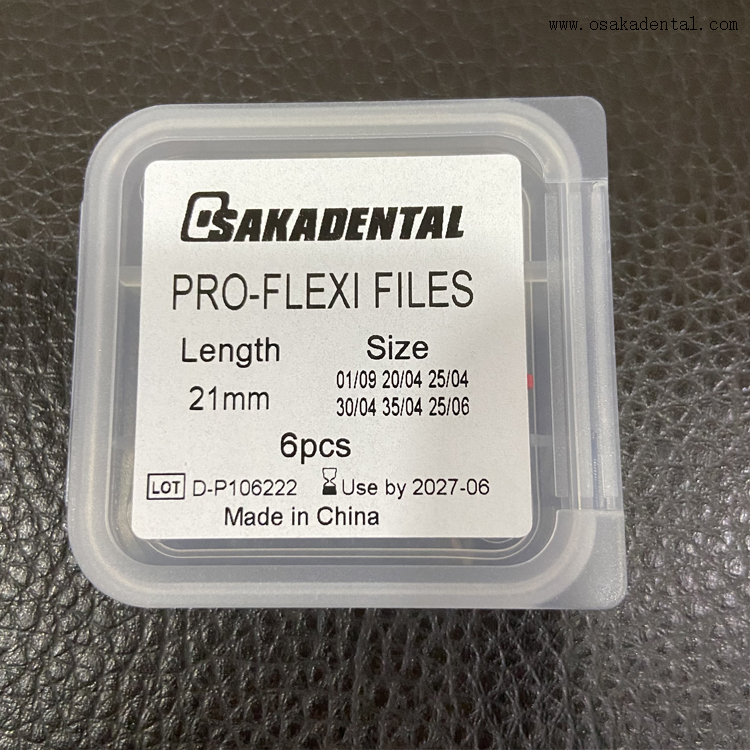 www.osakadental.com
OSAKADENTAL
PRO-FLEXI FILES
Length Size
21mm 01/09 20/04 25/04
30/04 35/04 25/06
6pcs
LOT D-P106222 Use by 2027-06
Made in China